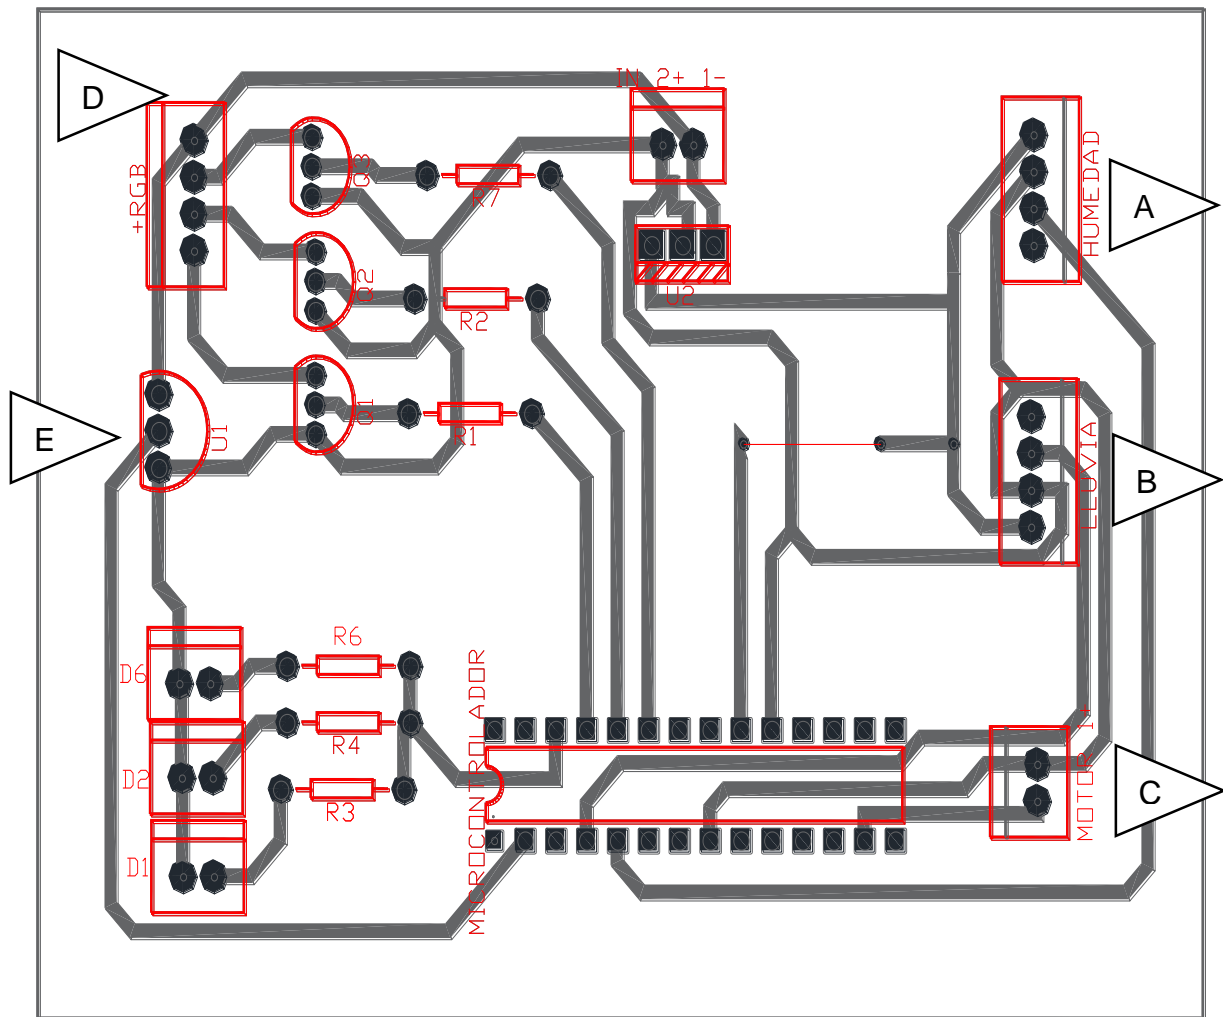 IN 2+ 1-
D
+RGB
Q3
R7
HUMEDAD
A
Q2
R2
U2
E
U1
Q1
R1
LLUVIA
B
D6
R6
MICROCONTROLADOR
R4
D2
R3
MOTOR 1+
C
D1